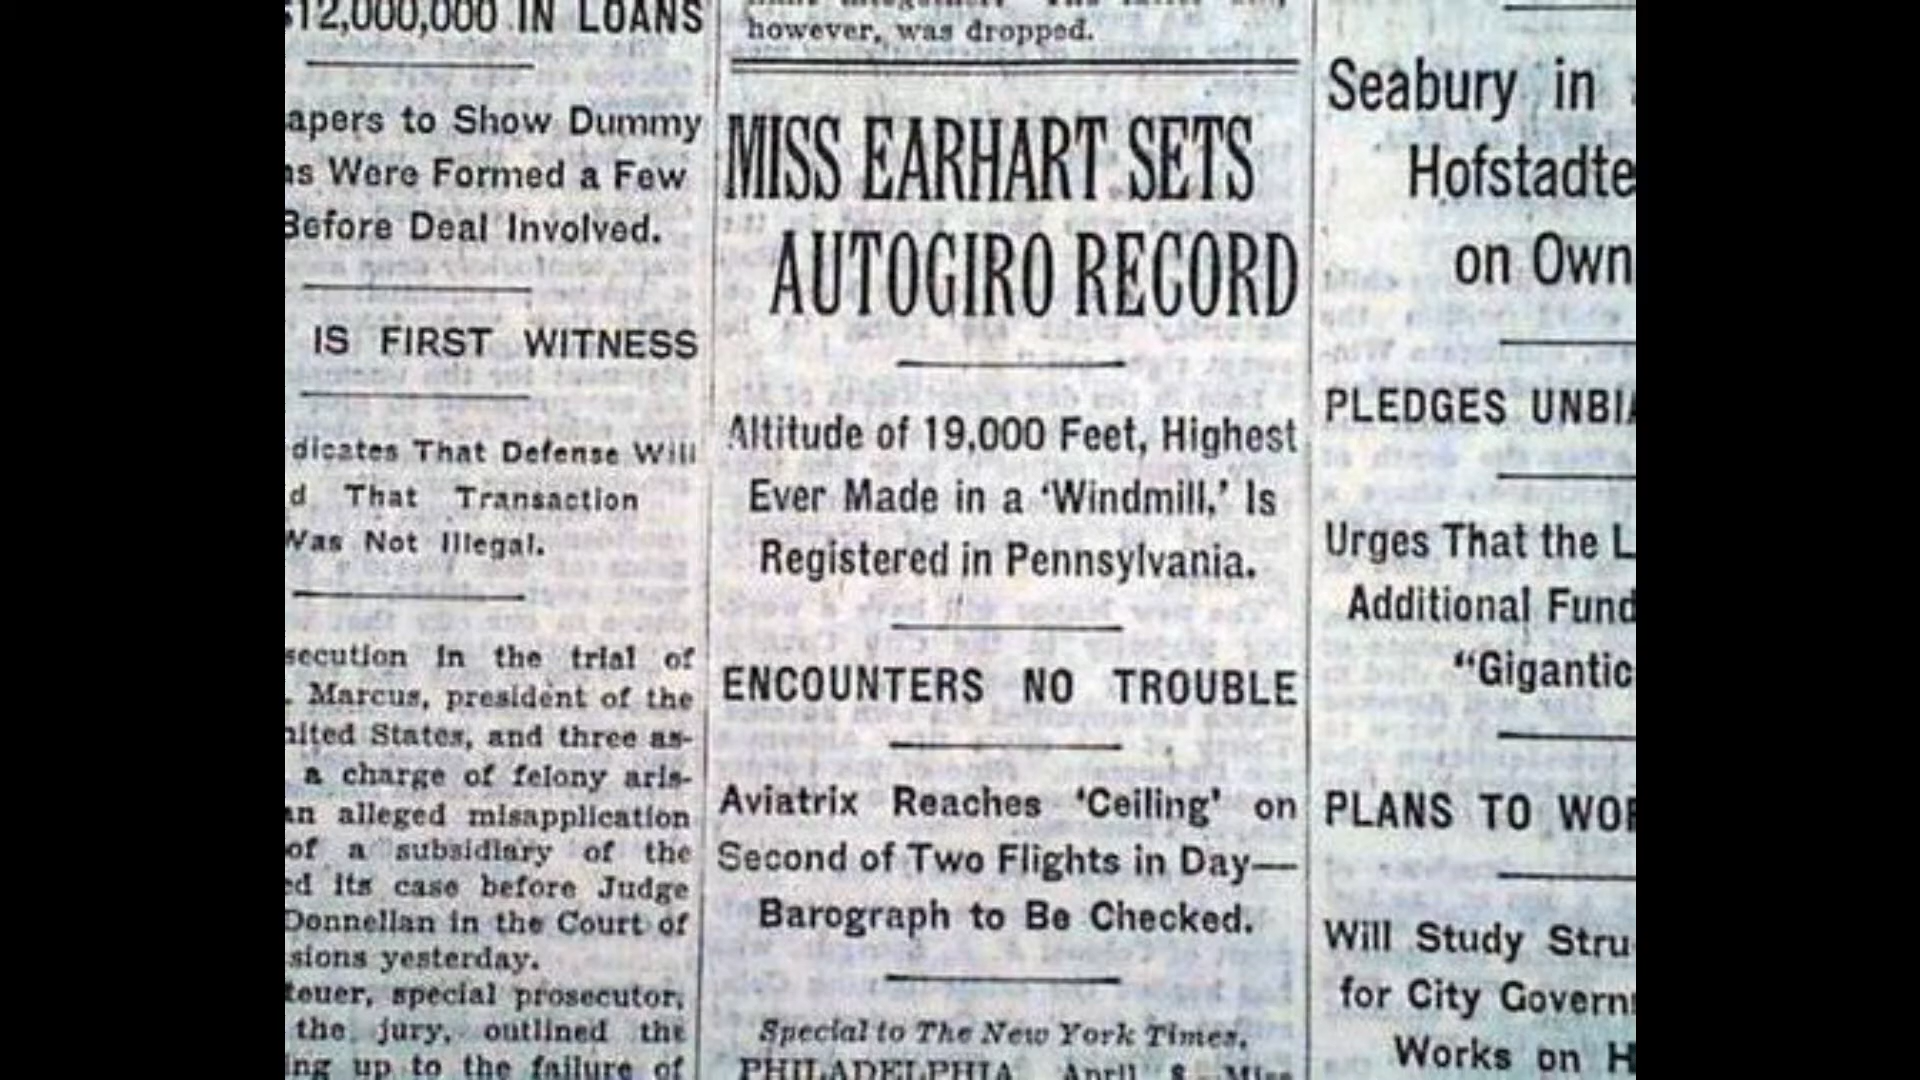 $12,000,000 IN LOANS
apers to Show Dummy
ns Were Formed a Few
Before Deal Involved.
IS FIRST WITNESS
dicates That Defense Will
d That Transaction
Was Not Illegal.
secution in the trial of
. Marcus, president of the
nited States, and three as-
a charge of felony aris-
an alleged misapplication
of a subsidiary of the
ed its case before Judge
Donnellan in the Court of
sions yesterday.
teuer, special prosecutor,
the jury, outlined the
ing up to the failure of
however, was dropped.
MISS EARHART SETS
AUTOGIRO RECORD
Altitude of 19,000 Feet, Highest
Ever Made in a ‘Windmill,’ Is
Registered in Pennsylvania.
ENCOUNTERS NO TROUBLE
Aviatrix Reaches ‘Ceiling’ on
Second of Two Flights in Day—
Barograph to Be Checked.
Special to The New York Times.
PHILADELPHIA, April 8.—Miss
Seabury in
Hofstadte
on Own
PLEDGES UNBIA
Urges That the L
Additional Fund
“Gigantic
PLANS TO WOR
Will Study Stru
for City Govern
Works on H